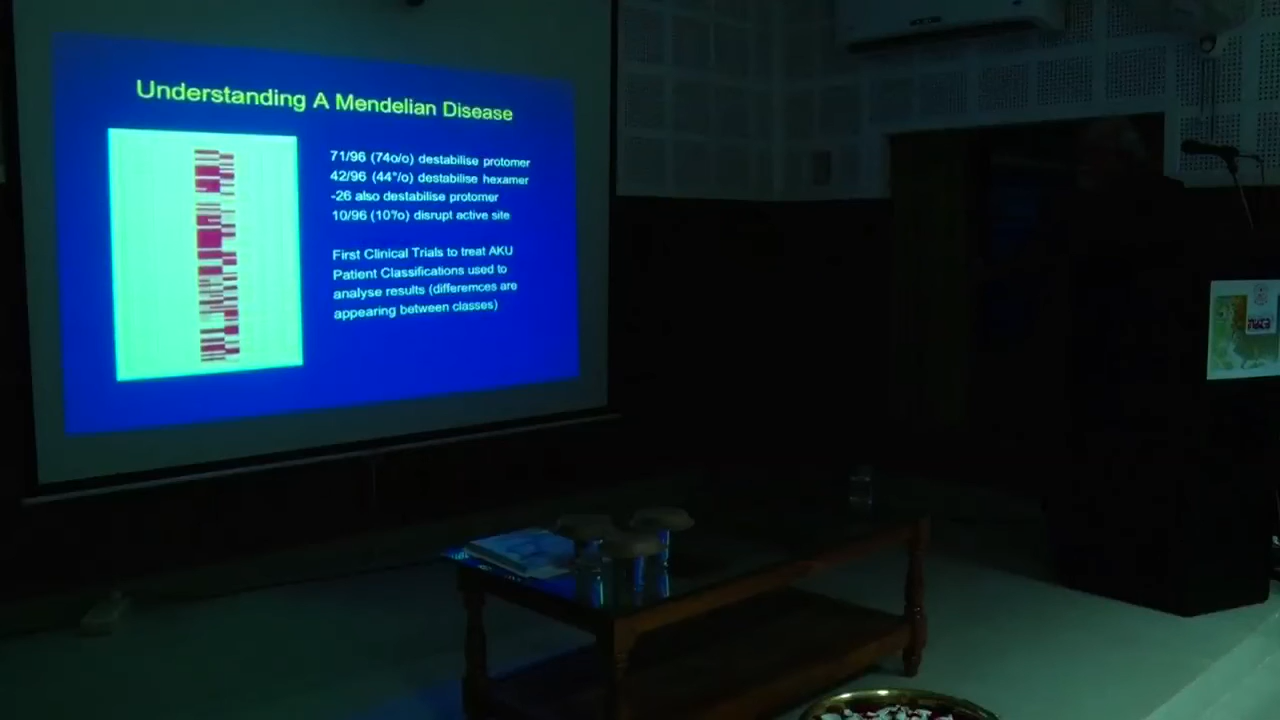 Understanding A Mendelian Disease
71/96 (74o/o) destabilise protomer
42/96 (44"/o) destabilise hexamer
-26 also destabilise protomer
10/96 (10?o) disrupt active site
First Clinical Trials to treat AKU
Patient Classifications used to
analyse results (differemces are
appearing between classes)